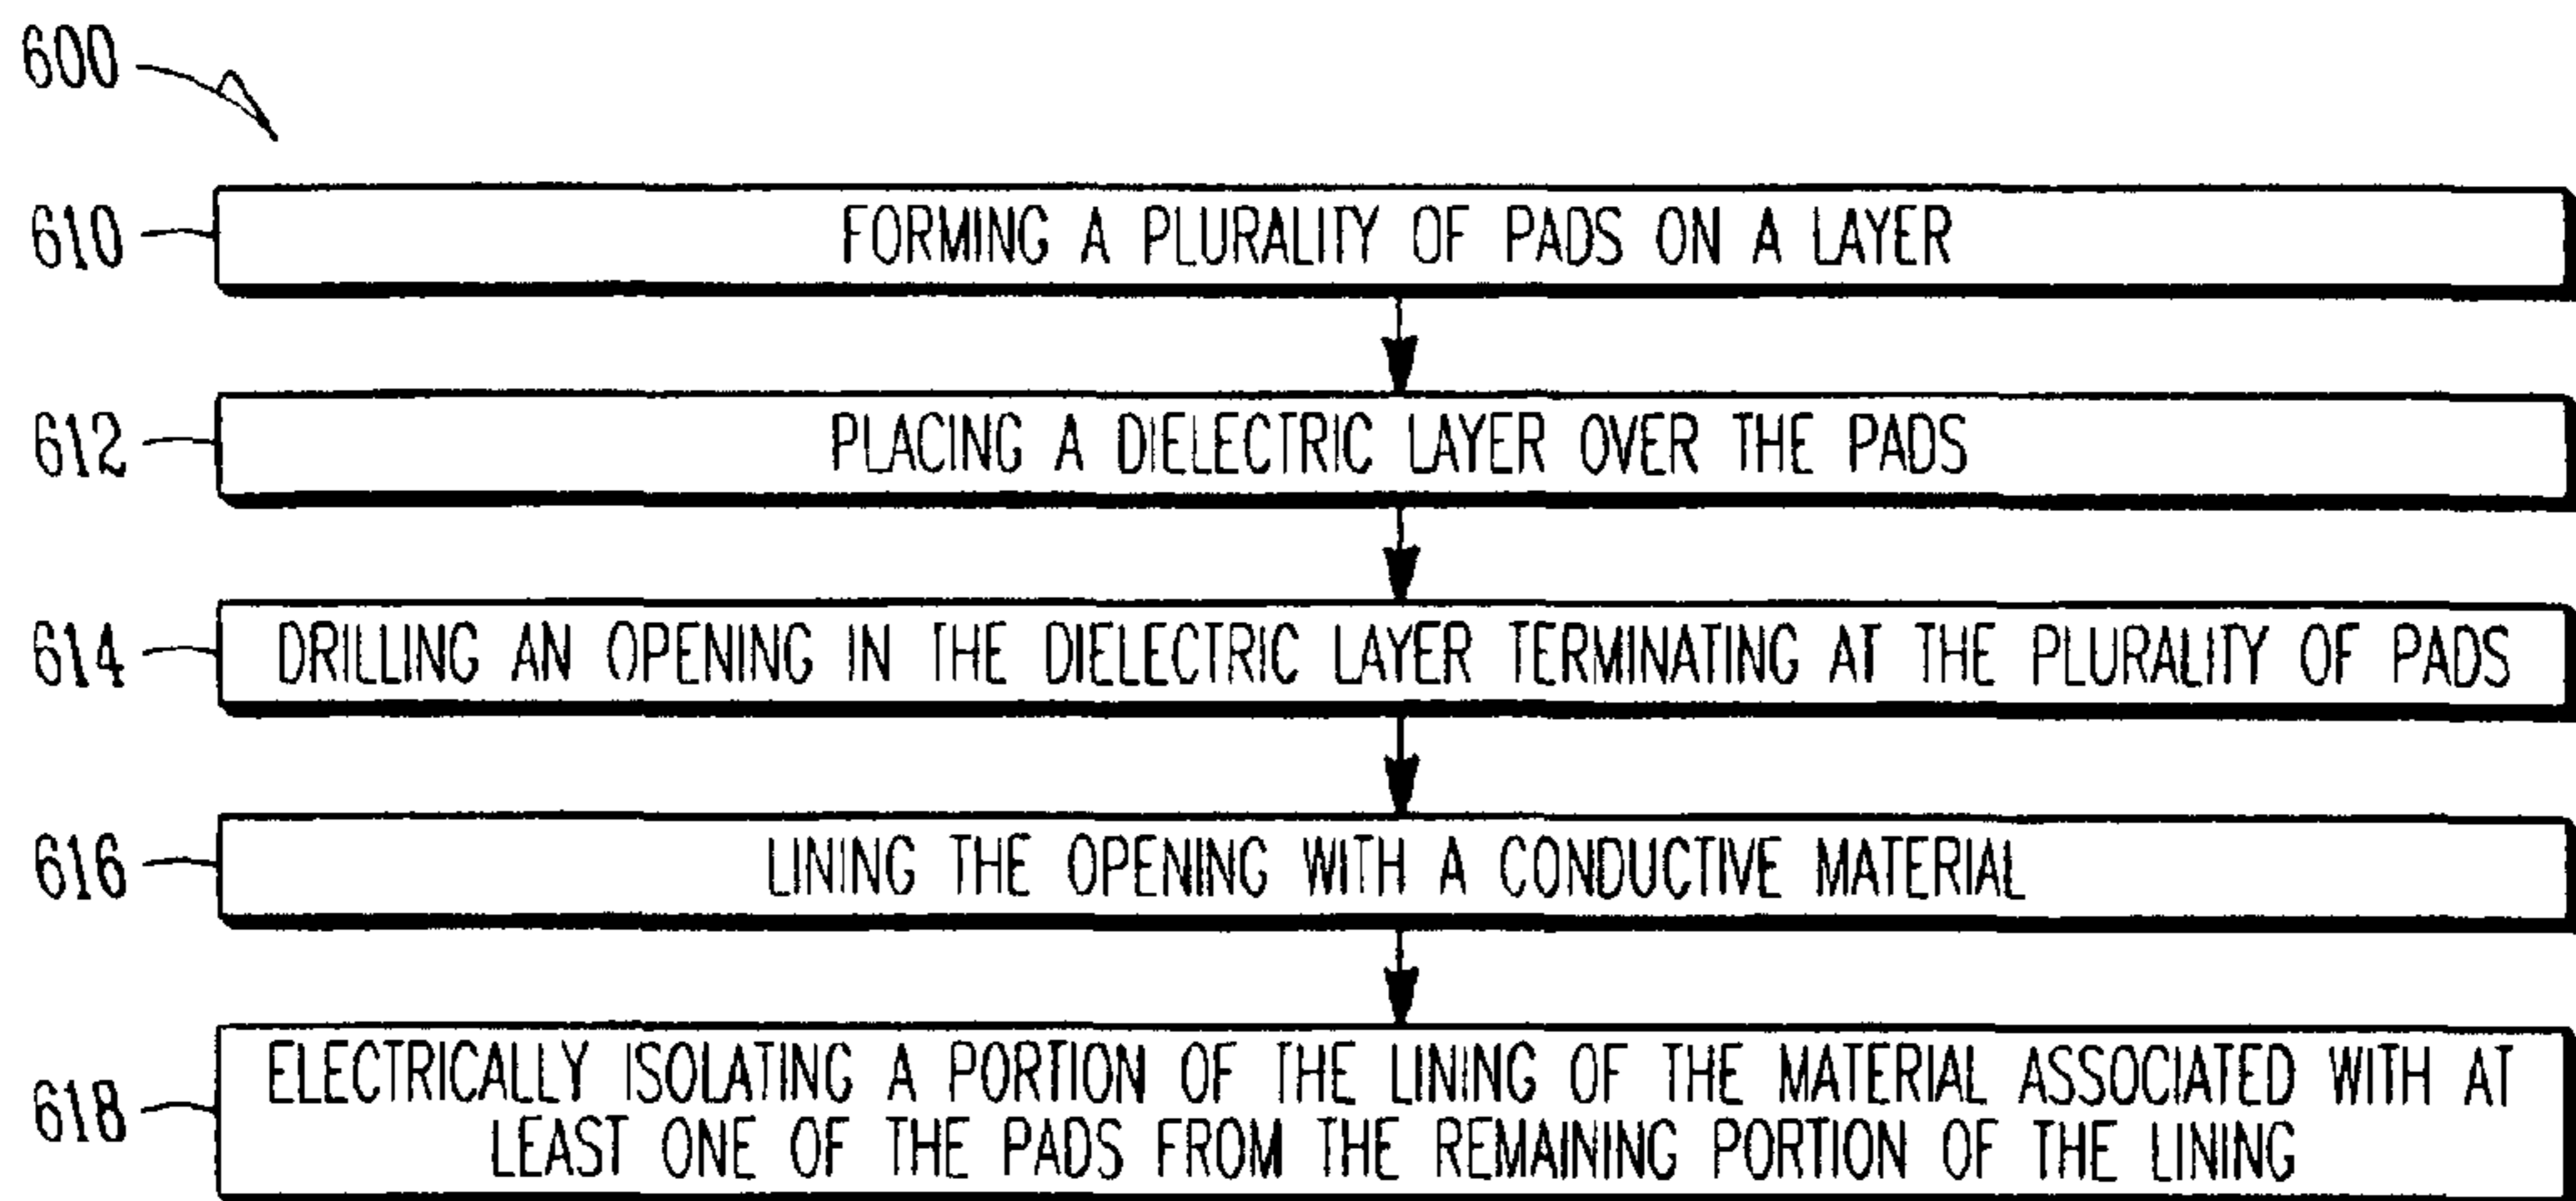 600
610 FORMING A PLURALITY OF PADS ON A LAYER
612 PLACING A DIELECTRIC LAYER OVER THE PADS
614 DRILLING AN OPENING IN THE DIELECTRIC LAYER TERMINATING AT THE PLURALITY OF PADS
616 LINING THE OPENING WITH A CONDUCTIVE MATERIAL
618 ELECTRICALLY ISOLATING A PORTION OF THE LINING OF THE MATERIAL ASSOCIATED WITH AT
LEAST ONE OF THE PADS FROM THE REMAINING PORTION OF THE LINING